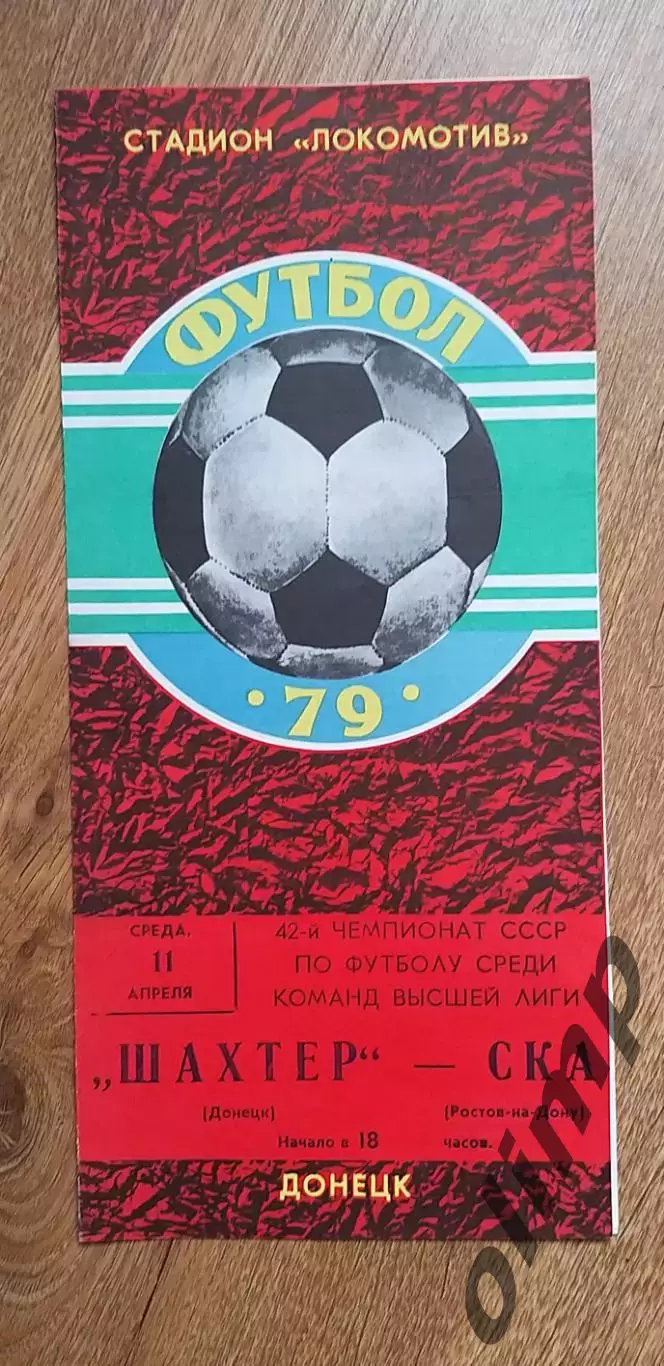 СТАДИОН «ЛОКОМОТИВ»
ФУТБОЛ
·79·
СРЕДА,
11
АПРЕЛЯ
42-й ЧЕМПИОНАТ СССР
ПО ФУТБОЛУ СРЕДИ
КОМАНД ВЫСШЕЙ ЛИГИ
„ШАХТЕР“ — СКА
(Донецк) (Ростов-на-Дону)
Начало в 18 часов.
ДОНЕЦК
olimp